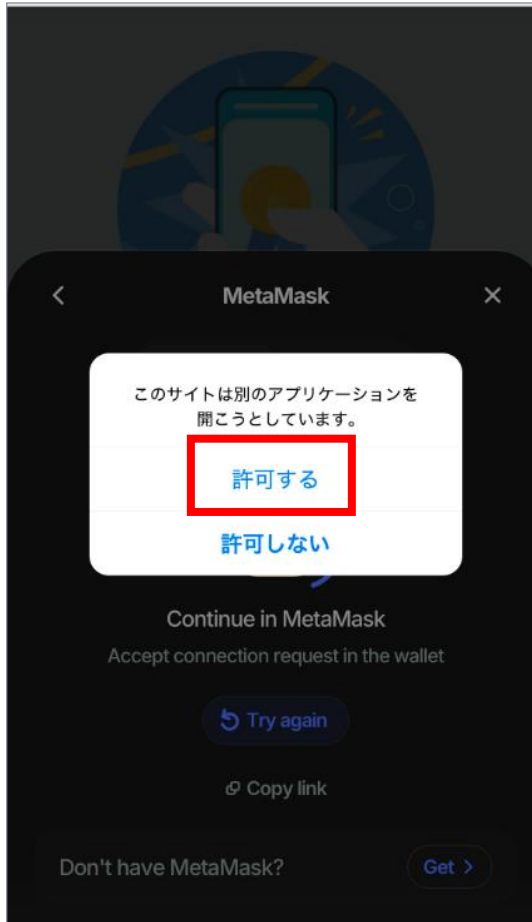 MetaMask
このサイトは別のアプリケーションを
開こうとしています。
許可する
許可しない
Continue in MetaMask
Accept connection request in the wallet
Try again
Copy link
Don't have MetaMask?
Get